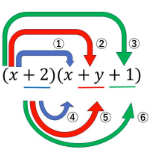 ① ② ③
(x + 2)(x + y + 1)
④ ⑤ ⑥